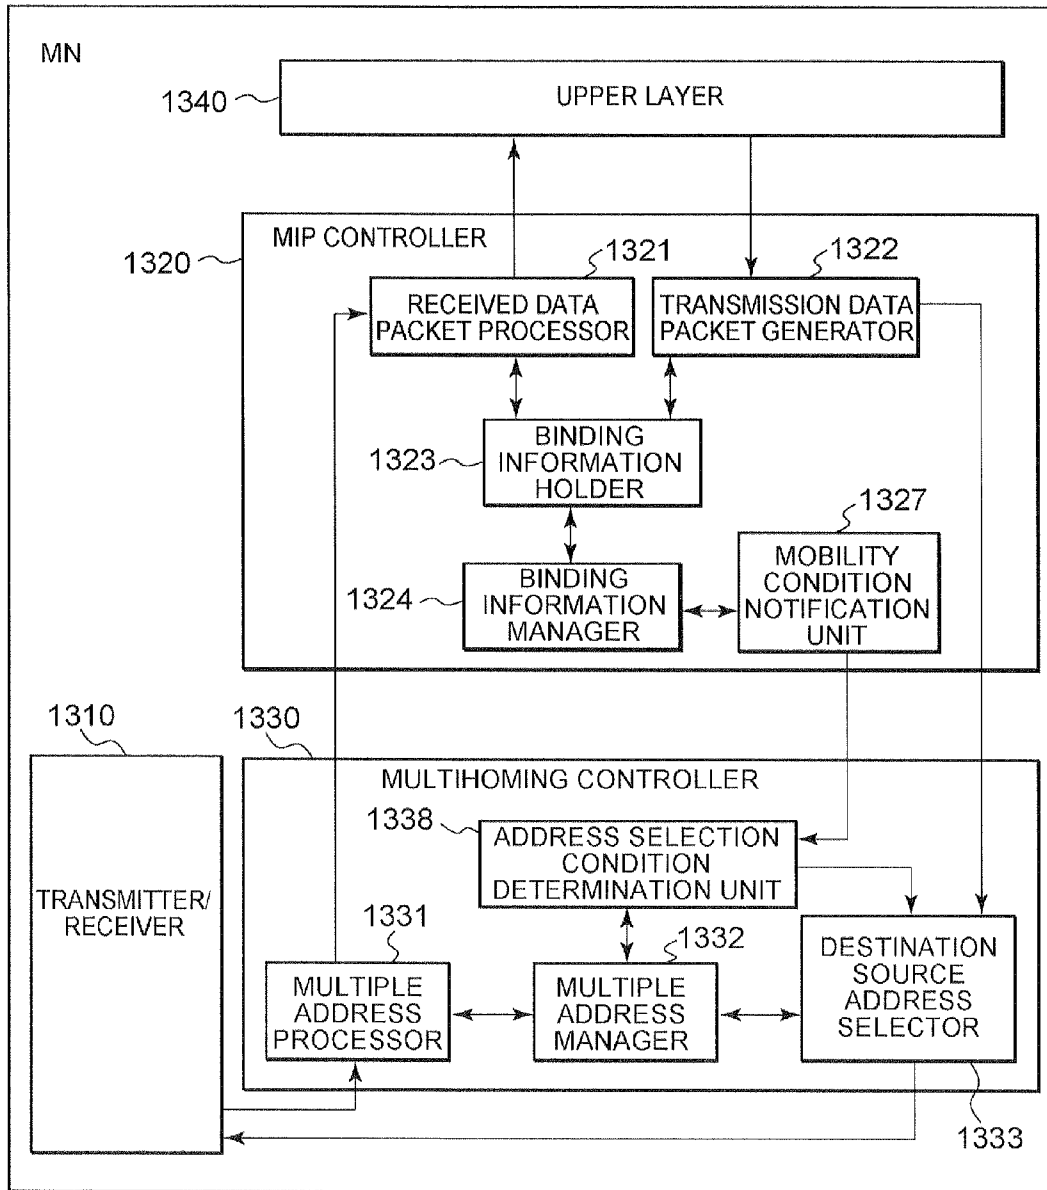 MN
1340
UPPER LAYER
1320
MIP CONTROLLER
1321
1322
RECEIVED DATA
PACKET PROCESSOR
TRANSMISSION DATA
PACKET GENERATOR
1323
BINDING
INFORMATION
HOLDER
1327
1324
BINDING
INFORMATION
MANAGER
MOBILITY
CONDITION
NOTIFICATION
UNIT
1310
1330
TRANSMITTER/
RECEIVER
MULTIHOMING CONTROLLER
1338
ADDRESS SELECTION
CONDITION
DETERMINATION UNIT
1331
1332
MULTIPLE
ADDRESS
PROCESSOR
MULTIPLE
ADDRESS
MANAGER
DESTINATION
SOURCE
ADDRESS
SELECTOR
1333